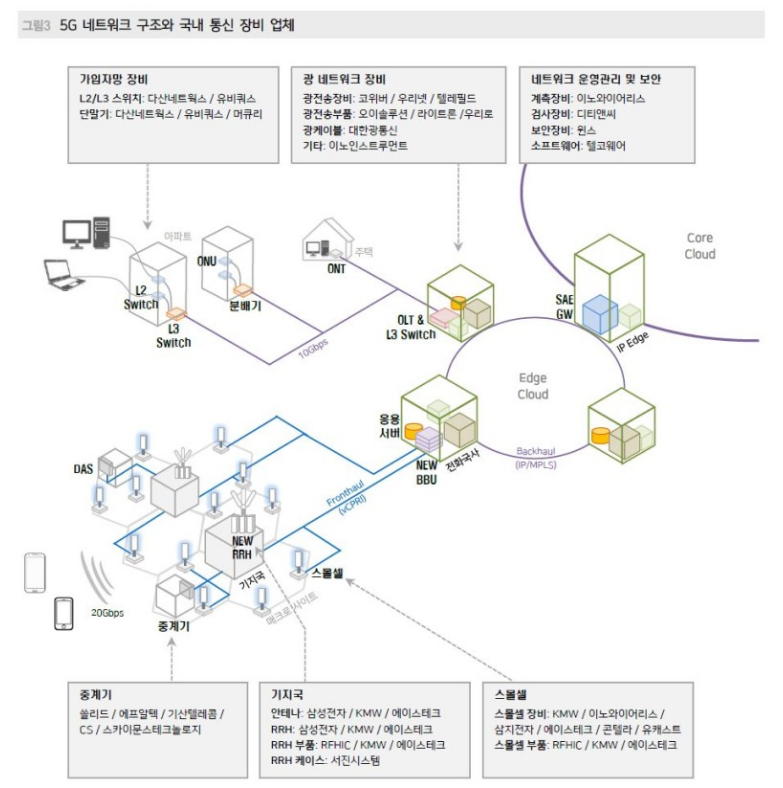 그림3 5G 네트워크 구조와 국내 통신 장비 업체
가입자망 장비
L2/L3 스위치: 다산네트웍스 / 유비쿼스
단말기: 다산네트웍스 / 유비쿼스 / 머큐리
광 네트워크 장비
광전송장비: 코위버 / 우리넷 / 텔레필드
광전송부품: 오이솔루션 / 라이트론 /우리로
광케이블: 대한광통신
기타: 이노인스트루먼트
네트워크 운영관리 및 보안
계측장비: 이노와이어리스
검사장비: 디티앤씨
보안장비: 윈스
소프트웨어: 텔코웨어
아파트
L2
Switch
L3
Switch
ONU
분배기
주택
ONT
10Gbps
OLT &
L3 Switch
SAE
GW
IP Edge
Core
Cloud
Edge
Cloud
응용
서버
NEW
BBU
전화국사
Backhaul
(IP/MPLS)
Fronthaul
(vCPRI)
DAS
NEW
RRH
기지국
스몰셀
매크로 사이트
중계기
20Gbps
중계기
쏠리드 / 에프알텍 / 기산텔레콤 /
CS / 스카이문스테크놀로지
기지국
안테나: 삼성전자 / KMW / 에이스테크
RRH: 삼성전자 / KMW / 에이스테크
RRH 부품: RFHIC / KMW / 에이스테크
RRH 케이스: 서진시스템
스몰셀
스몰셀 장비: KMW / 이노와이어리스 /
삼지전자 / 에이스테크 / 콘텔라 / 유캐스트
스몰셀 부품: RFHIC / KMW / 에이스테크